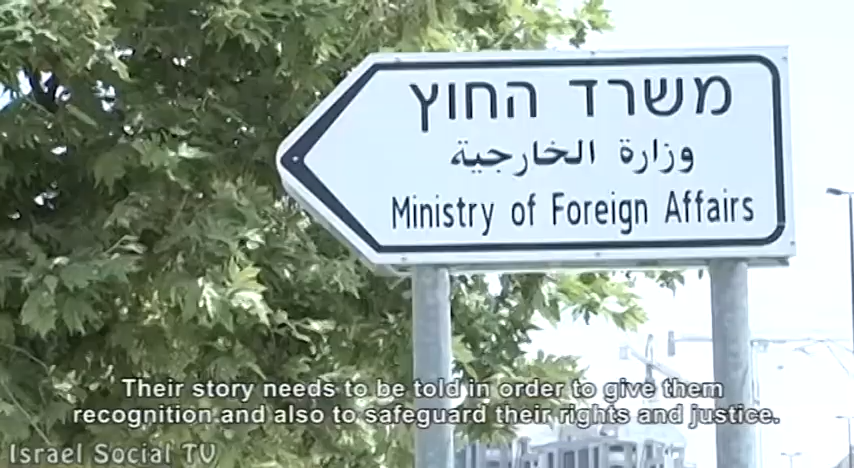 משרד החוץ
وزارة الخارجية
Ministry of Foreign Affairs
Their story needs to be told in order to give them
recognition and also to safeguard their rights and justice.
Israel Social TV